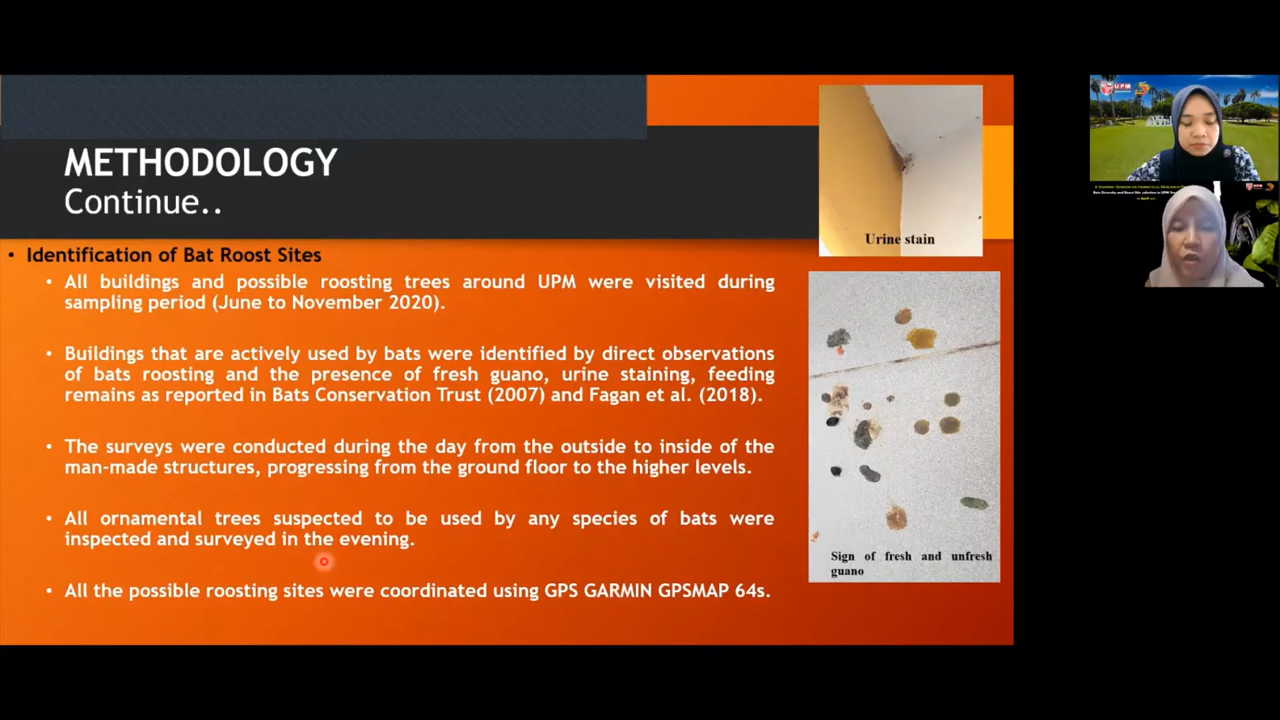 METHODOLOGY
Continue..
• Identification of Bat Roost Sites
• All buildings and possible roosting trees around UPM were visited during
sampling period (June to November 2020).
• Buildings that are actively used by bats were identified by direct observations
of bats roosting and the presence of fresh guano, urine staining, feeding
remains as reported in Bats Conservation Trust (2007) and Fagan et al. (2018).
• The surveys were conducted during the day from the outside to inside of the
man-made structures, progressing from the ground floor to the higher levels.
• All ornamental trees suspected to be used by any species of bats were
inspected and surveyed in the evening.
• All the possible roosting sites were coordinated using GPS GARMIN GPSMAP 64s.
Urine stain
Sign of fresh and unfresh
guano
UPM